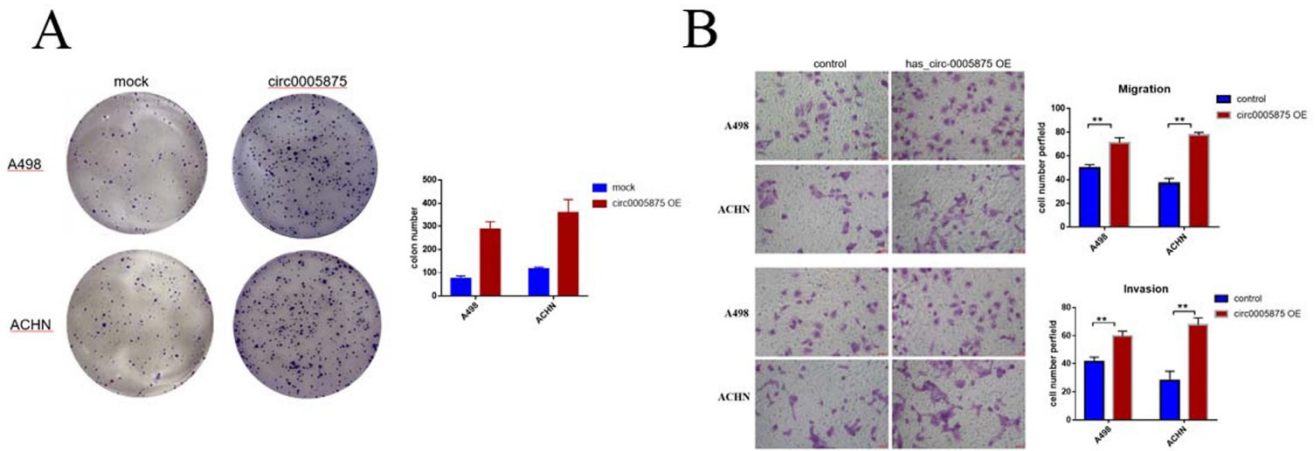 A
mock
circ0005875
A498
ACHN
500
400
300
200
100
0
colon number
A498
ACHN
mock
circ0005875 OE
B
control
has_circ-0005875 OE
A498
ACHN
A498
ACHN
Migration
100
80
60
40
20
0
cell number perfield
**
**
A498
ACHN
control
circ0005875 OE
Invasion
80
60
40
20
0
cell number perfield
**
**
A498
ACHN
control
circ0005875 OE